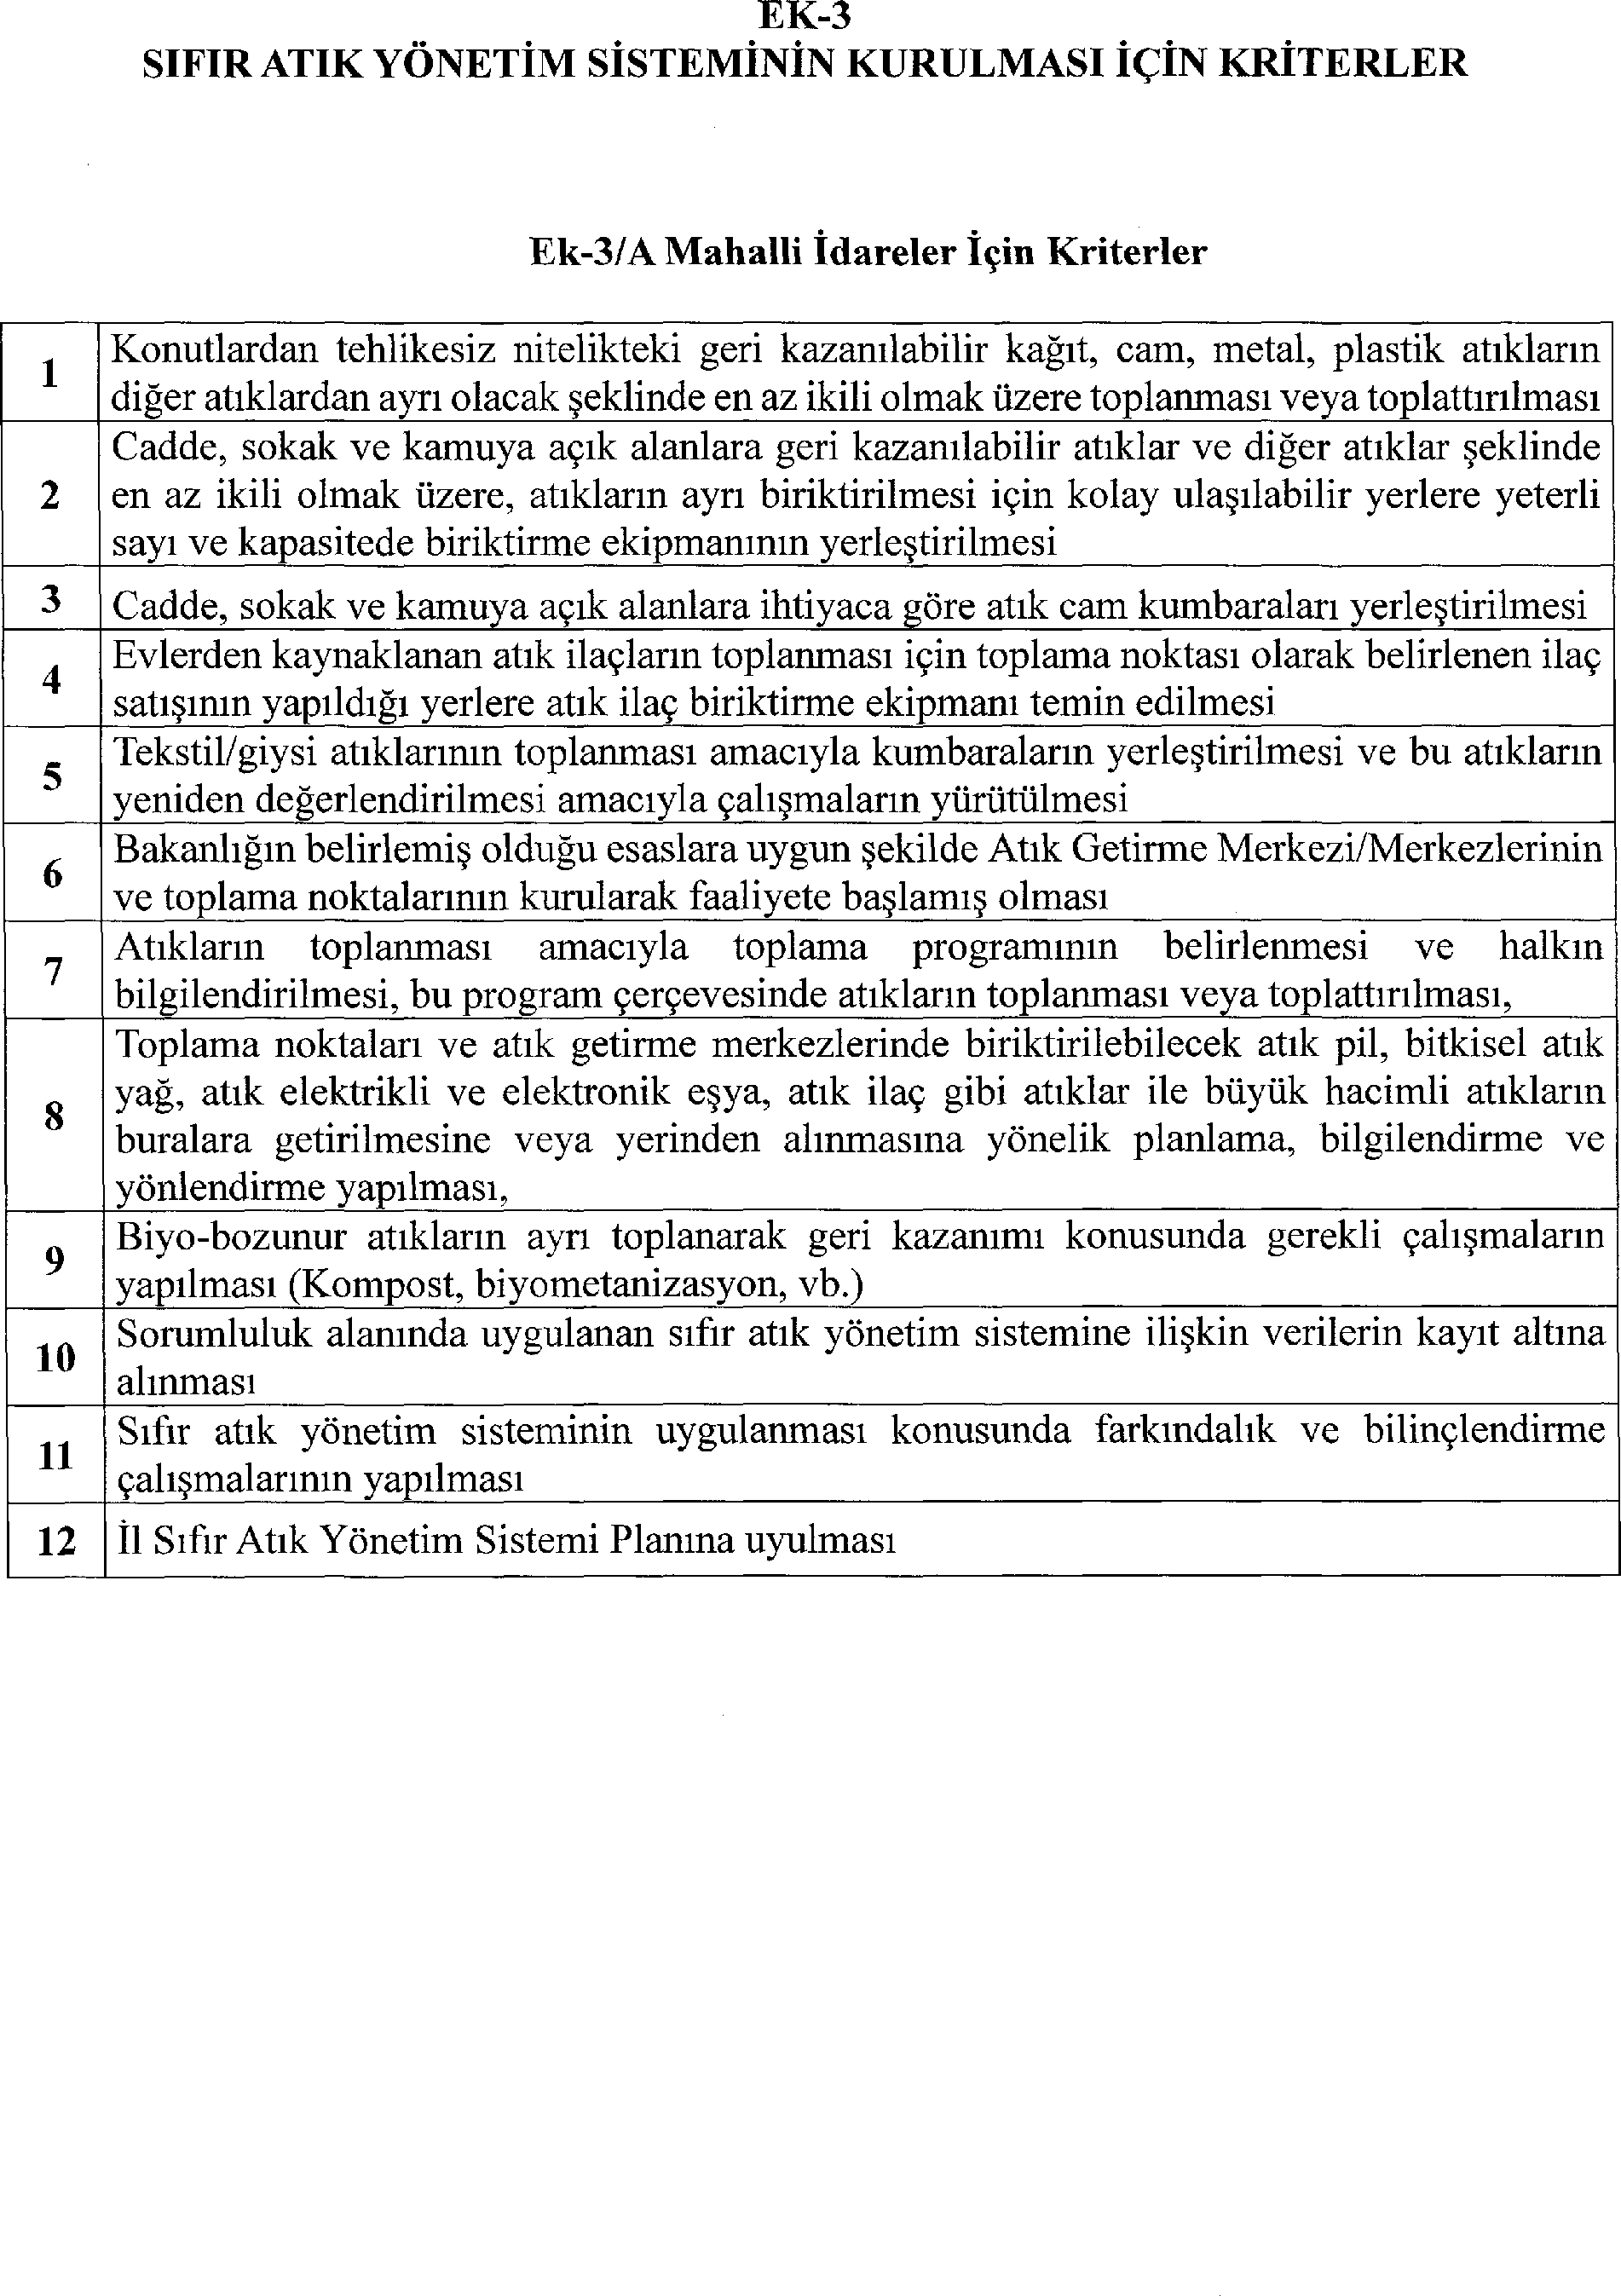 EK-3
SIFIR ATIK YÖNETİM SİSTEMİNİN KURULMASI İÇİN KRİTERLER
Ek-3/A Mahalli İdareler İçin Kriterler
1 Konutlardan tehlikesiz nitelikteki geri kazanılabilir kağıt, cam, metal, plastik atıkların
diğer atıklardan ayrı olacak şeklinde en az ikili olmak üzere toplanması veya toplattırılması
2 Cadde, sokak ve kamuya açık alanlara geri kazanılabilir atıklar ve diğer atıklar şeklinde
en az ikili olmak üzere, atıkların ayrı biriktirilmesi için kolay ulaşılabilir yerlere yeterli
sayı ve kapasitede biriktirme ekipmanının yerleştirilmesi
3 Cadde, sokak ve kamuya açık alanlara ihtiyaca göre atık cam kumbaraları yerleştirilmesi
4 Evlerden kaynaklanan atık ilaçların toplanması için toplama noktası olarak belirlenen ilaç
satışının yapıldığı yerlere atık ilaç biriktirme ekipmanı temin edilmesi
5 Tekstil/giysi atıklarının toplanması amacıyla kumbaraların yerleştirilmesi ve bu atıkların
yeniden değerlendirilmesi amacıyla çalışmaların yürütülmesi
6 Bakanlığın belirlemiş olduğu esaslara uygun şekilde Atık Getirme Merkezi/Merkezlerinin
ve toplama noktalarının kurularak faaliyete başlamış olması
7 Atıkların toplanması amacıyla toplama programının belirlenmesi ve halkın
bilgilendirilmesi, bu program çerçevesinde atıkların toplanması veya toplattırılması,
8 Toplama noktaları ve atık getirme merkezlerinde biriktirilebilecek atık pil, bitkisel atık
yağ, atık elektrikli ve elektronik eşya, atık ilaç gibi atıklar ile büyük hacimli atıkların
buralara getirilmesine veya yerinden alınmasına yönelik planlama, bilgilendirme ve
yönlendirme yapılması,
9 Biyo-bozunur atıkların ayrı toplanarak geri kazanımı konusunda gerekli çalışmaların
yapılması (Kompost, biyometanizasyon, vb.)
10 Sorumluluk alanında uygulanan sıfır atık yönetim sistemine ilişkin verilerin kayıt altına
alınması
11 Sıfır atık yönetim sisteminin uygulanması konusunda farkındalık ve bilinçlendirme
çalışmalarının yapılması
12 İl Sıfır Atık Yönetim Sistemi Planına uyulması